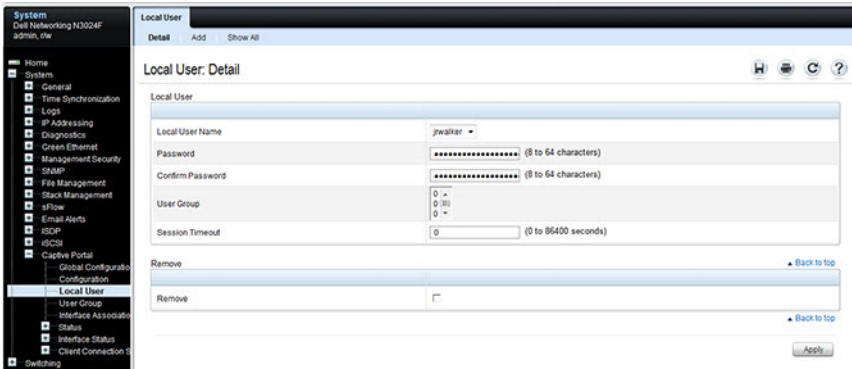 System
Dell Networking N3024F
admin, r/w
Home
System
General
Time Synchronization
Logs
IP Addressing
Diagnostics
Green Ethernet
Management Security
SNMP
File Management
Stack Management
sFlow
Email Alerts
ISDP
iSCSI
Captive Portal
Global Configuratio
Configuration
Local User
User Group
Interface Associatio
Status
Interface Status
Client Connection S
Switching
Local User
Detail Add Show All
Local User: Detail
Local User
Local User Name jrwalker
Password (8 to 64 characters)
Confirm Password (8 to 64 characters)
User Group 0
0
0
Session Timeout 0 (0 to 86400 seconds)
Remove Back to top
Remove
Back to top
Apply